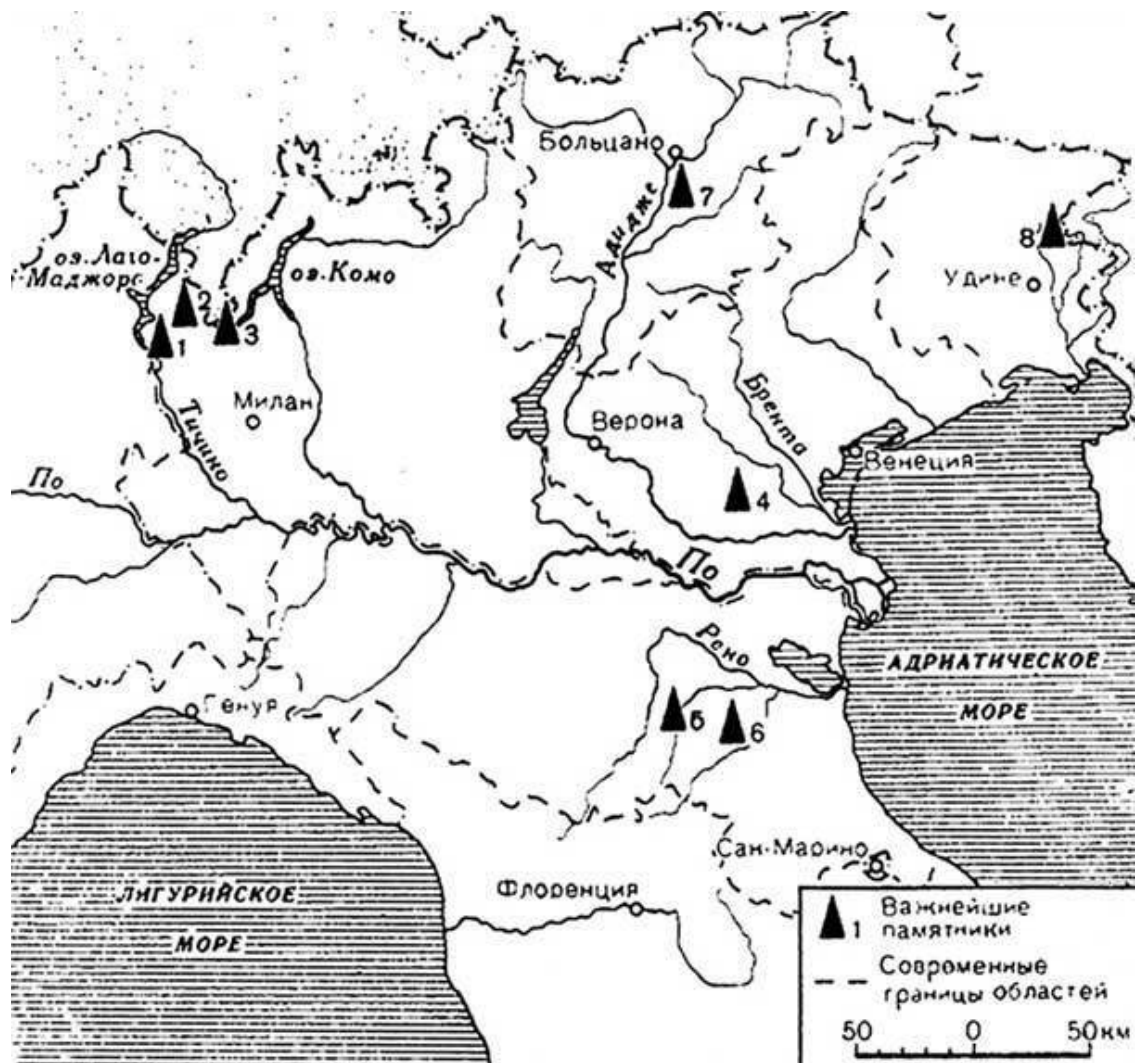 Больцано
7
Адидже
8
Удине
оз. Лаго-
Маджоре
оз. Комо
2
1
3
Милан
Тичино
Верона
Брента
Венеция
4
По
По
Рено
АДРИАТИЧЕСКОЕ
МОРЕ
5
6
Генуя
Сан-Марино
Флоренция
ЛИГУРИЙСКОЕ
МОРЕ
1 Важнейшие
памятники
Современные
границы областей
50 0 50 км